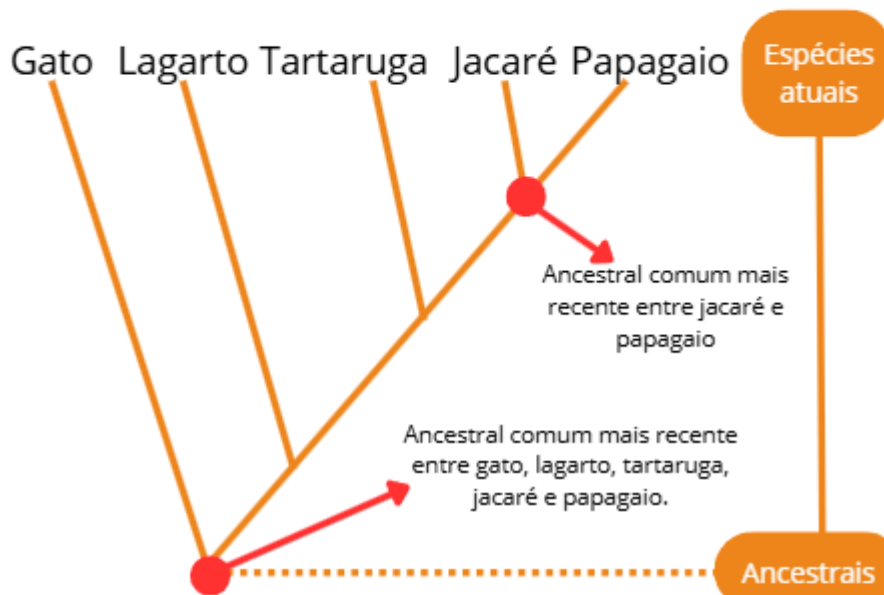 Gato Lagarto Tartaruga Jacaré Papagaio
Espécies
atuais
Ancestral comum mais
recente entre jacaré e
papagaio
Ancestral comum mais recente
entre gato, lagarto, tartaruga,
jacaré e papagaio.
Ancestrais